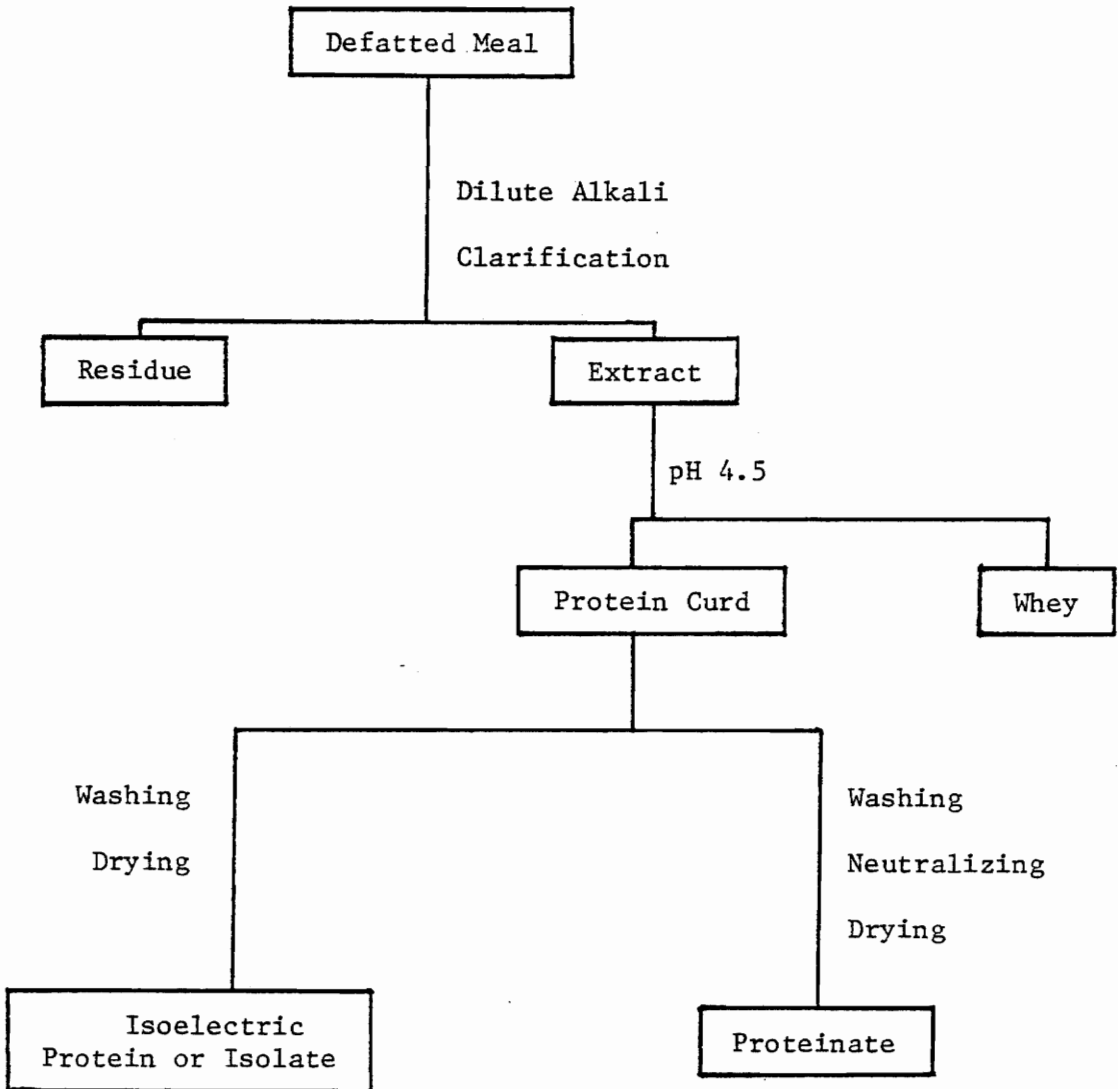 Defatted Meal
Dilute Alkali
Clarification
Residue
Extract
pH 4.5
Protein Curd
Whey
Washing
Drying
Washing
Neutralizing
Drying
Isoelectric
Protein or Isolate
Proteinate